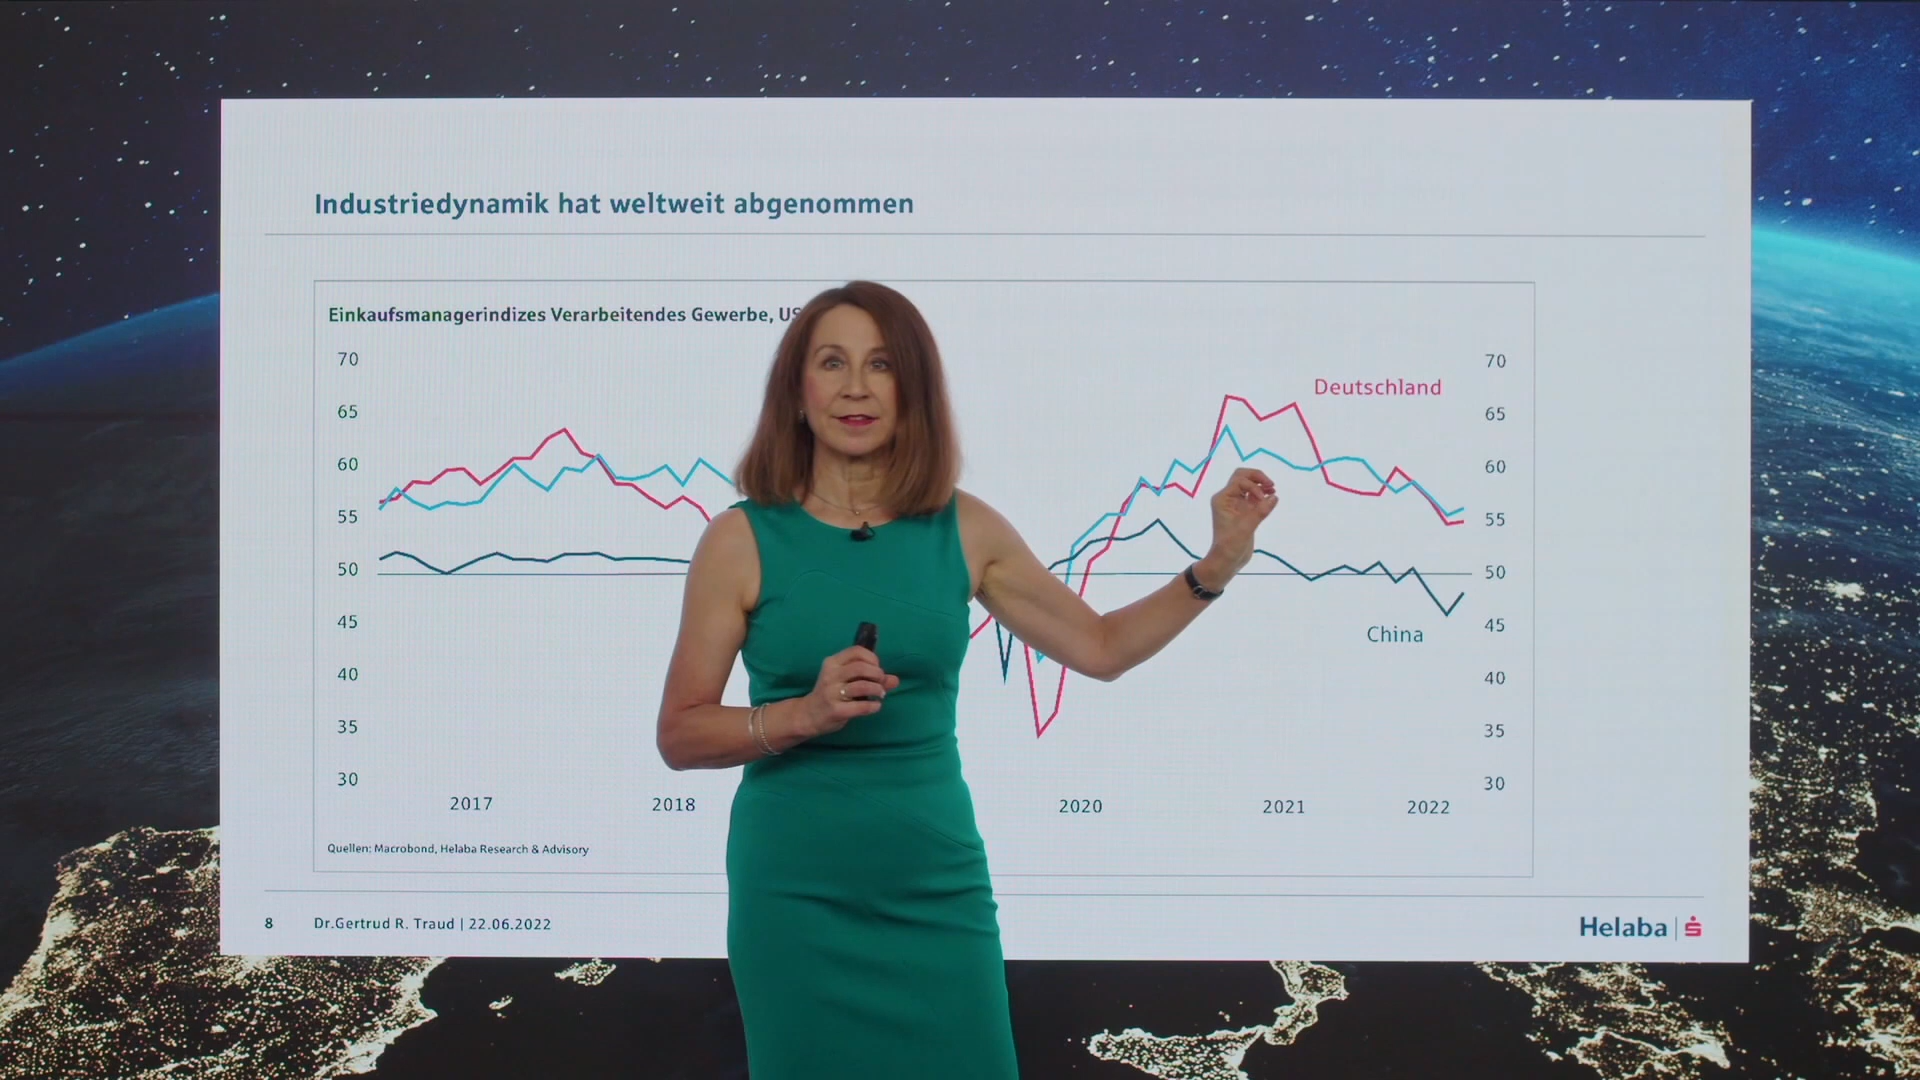 Industriedynamik hat weltweit abgenommen
Einkaufsmanagerindizes Verarbeitendes Gewerbe, US
70
65
60
55
50
45
40
35
30
Deutschland
China
70
65
60
55
50
45
40
35
30
2017 2018 2020 2021 2022
Quellen: Macrobond, Helaba Research & Advisory
8 Dr.Gertrud R. Traud | 22.06.2022
Helaba